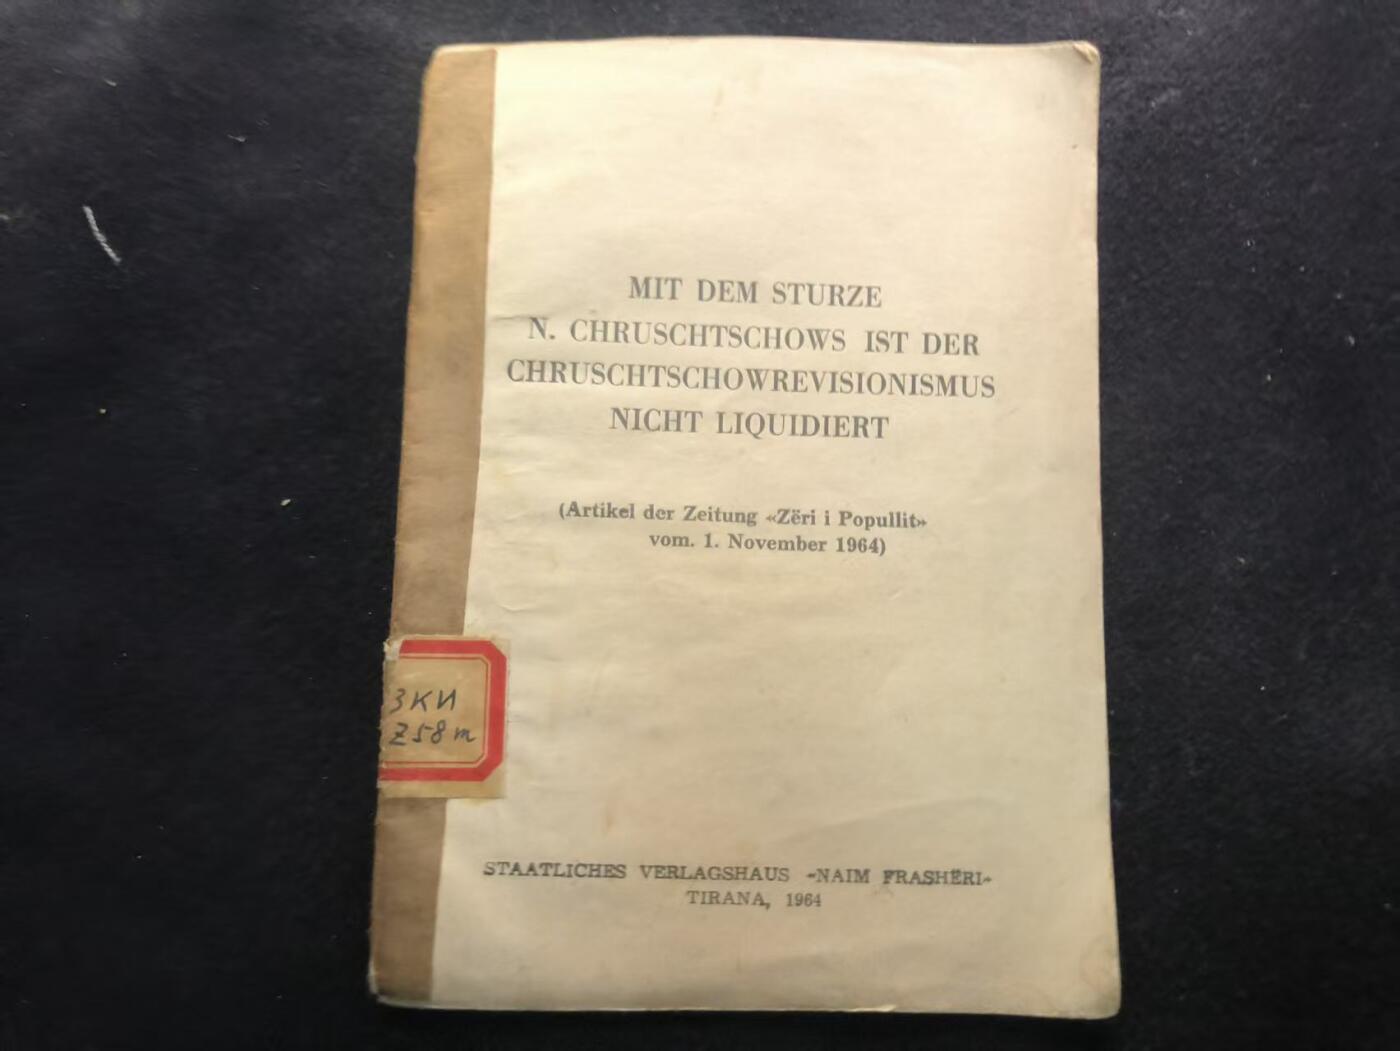 MIT DEM STURZE
N. CHRUSCHTSCHOWS IST DER
CHRUSCHTSCHOWREVISIONISMUS
NICHT LIQUIDIERT
(Artikel der Zeitung «Zëri i Popullit»
vom. 1. November 1964)
3КИ
Z58m
STAATLICHES VERLAGSHAUS «NAIM FRASHËRI»
TIRANA, 1964